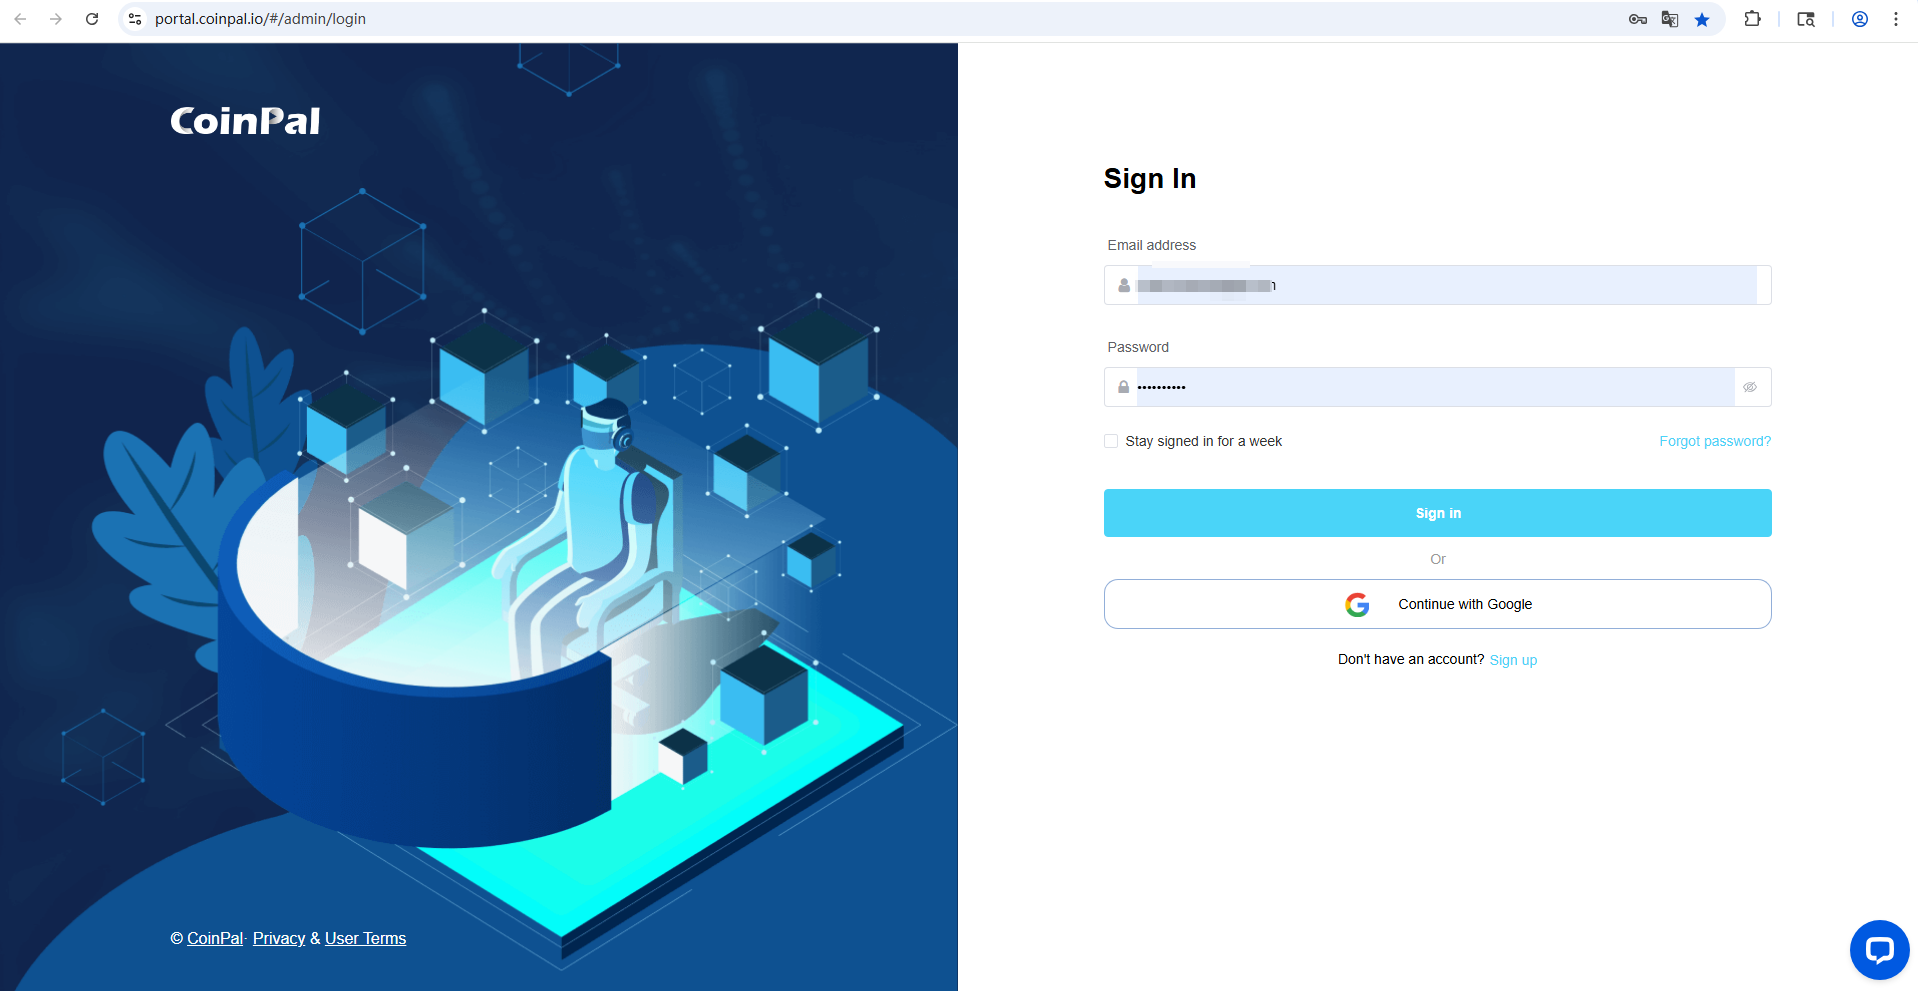 portal.coinpal.io/#/admin/login
CoinPal
Sign In
Email address
Password
••••••••••
Stay signed in for a week
Forgot password?
Sign in
Or
Continue with Google
Don't have an account? Sign up
© CoinPal· Privacy & User Terms